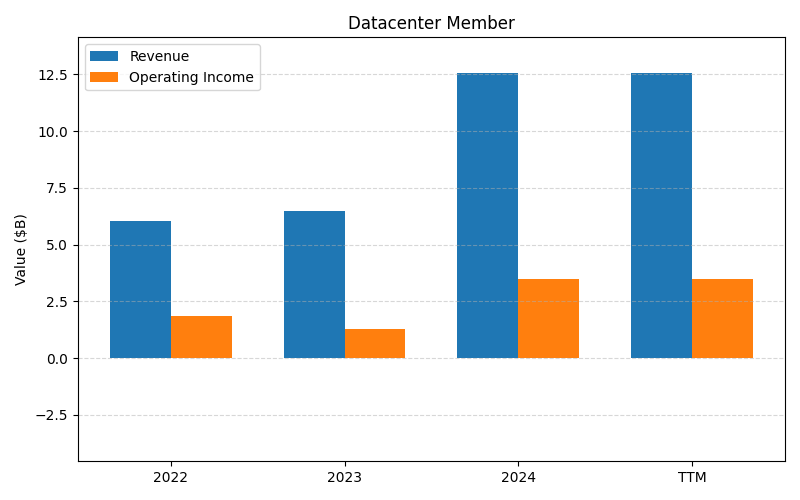 Datacenter Member
Revenue
Operating Income
Value ($B)
12.5
10.0
7.5
5.0
2.5
0.0
−2.5
2022
2023
2024
TTM